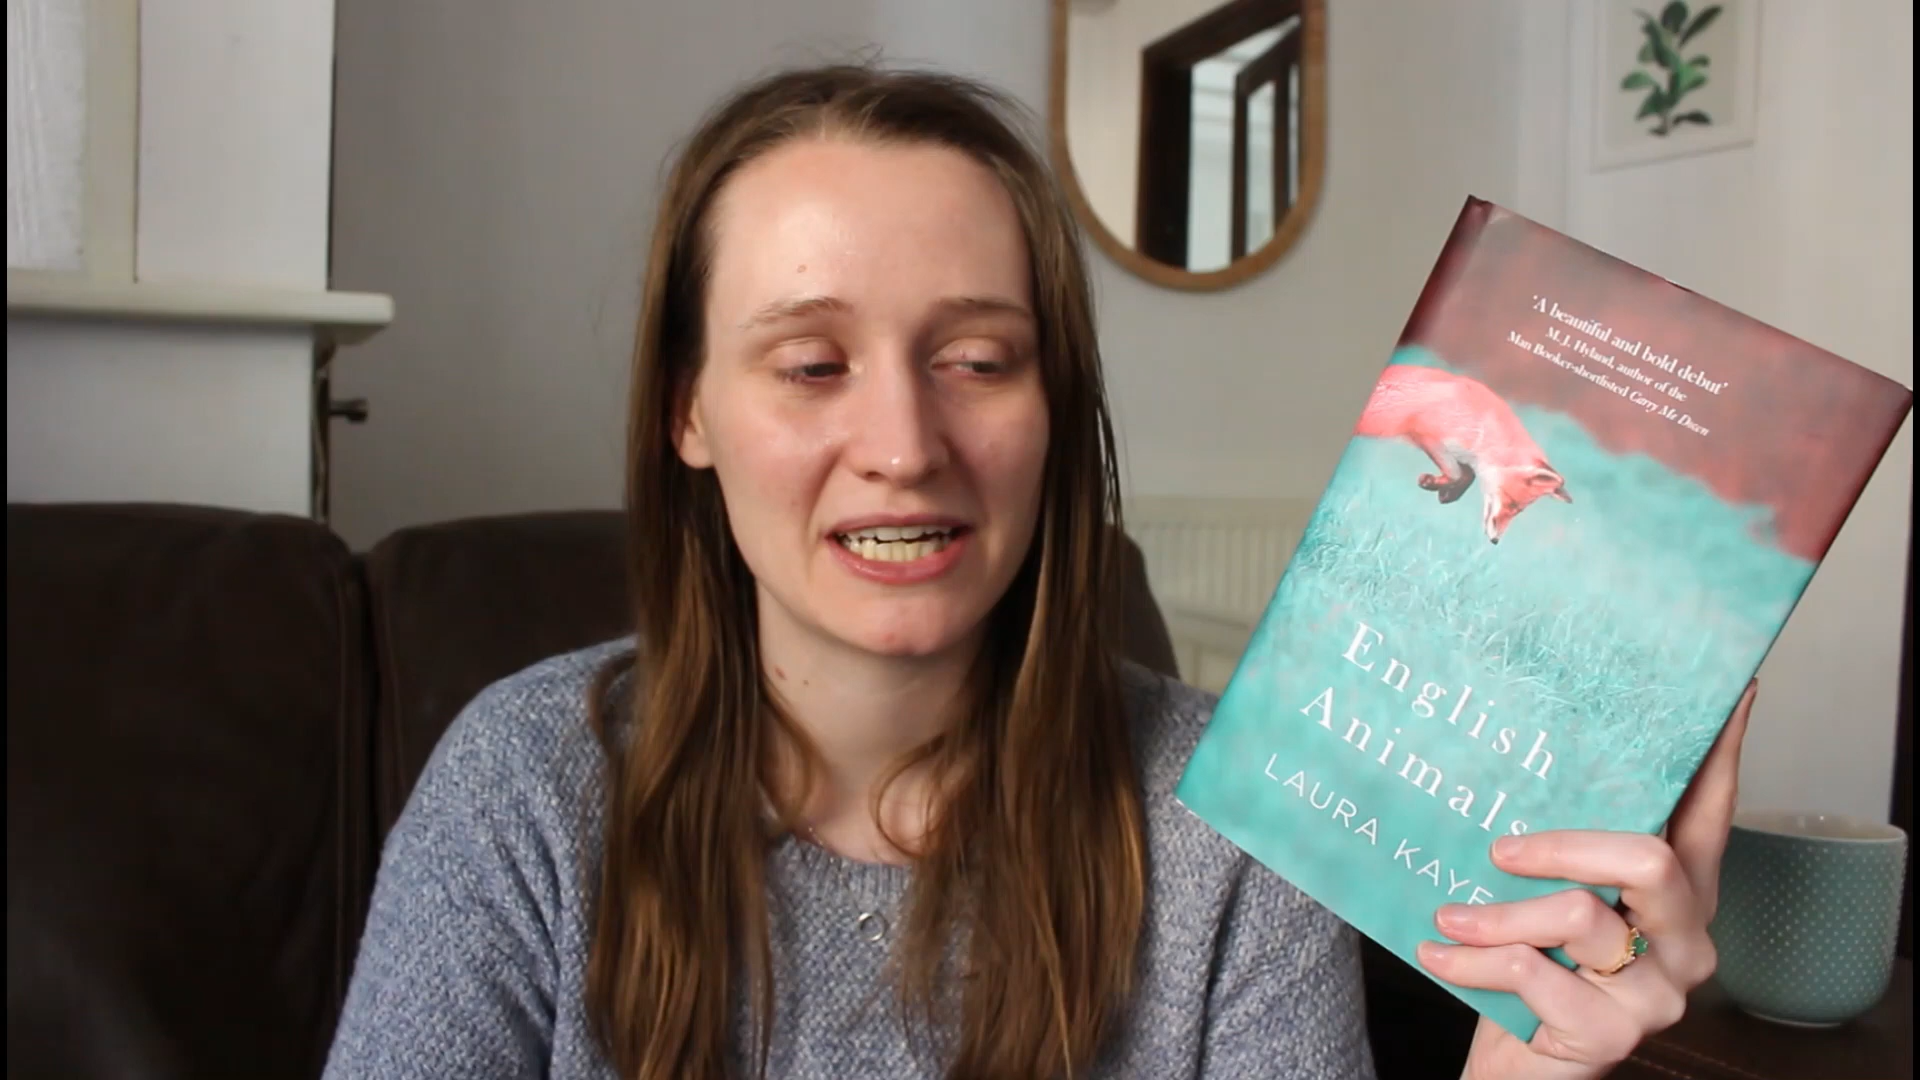 'A beautiful and bold debut'
M.J. Hyland, author of the
Man Booker-shortlisted Carry Me Down
English
Animals
LAURA KAYE